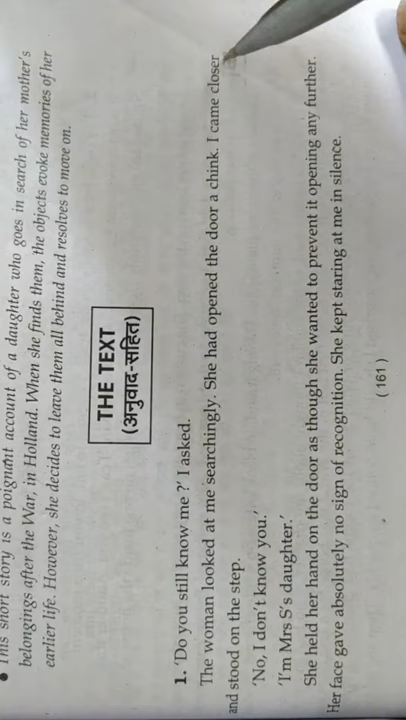 • This short story is a poignant account of a daughter who goes in search of her mother's
belongings after the War, in Holland. When she finds them, the objects evoke memories of her
earlier life. However, she decides to leave them all behind and resolves to move on.
THE TEXT
(अनुवाद-सहित)
1. 'Do you still know me ?' I asked.
The woman looked at me searchingly. She had opened the door a chink. I came closer
and stood on the step.
'No, I don't know you.'
'I'm Mrs S's daughter.'
She held her hand on the door as though she wanted to prevent it opening any further.
Her face gave absolutely no sign of recognition. She kept staring at me in silence.
( 161 )